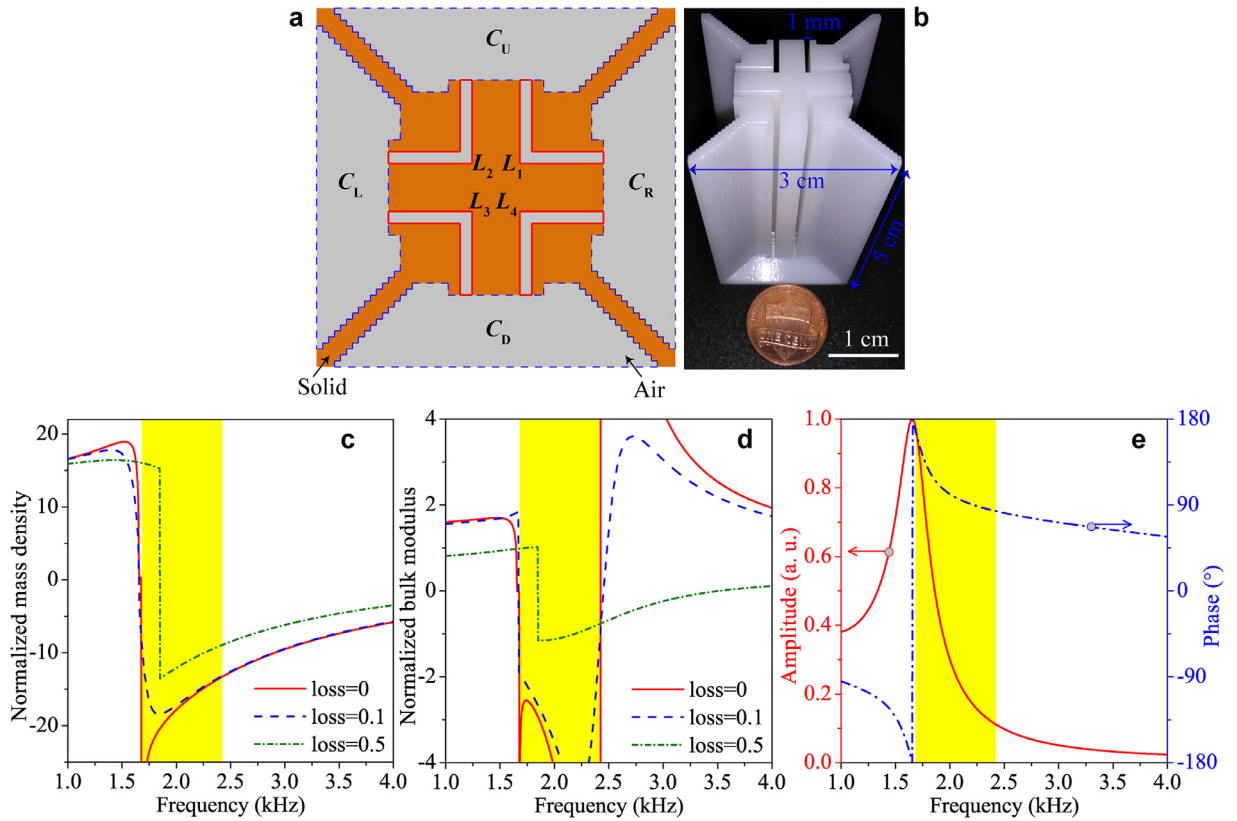 a
C_U
C_L
L_2 L_1
C_R
L_3 L_4
C_D
Solid
Air
b
1 mm
3 cm
5 cm
ONE CENT
1 cm
c
Normalized mass density
20
10
0
-10
-20
loss=0
loss=0.1
loss=0.5
1.0 1.5 2.0 2.5 3.0 3.5 4.0
Frequency (kHz)
d
Normalized bulk modulus
4
2
0
-2
-4
loss=0
loss=0.1
loss=0.5
1.0 1.5 2.0 2.5 3.0 3.5 4.0
Frequency (kHz)
e
Amplitude (a. u.)
1.0
0.8
0.6
0.4
0.2
0.0
180
90
0
-90
-180
Phase (°)
1.0 1.5 2.0 2.5 3.0 3.5 4.0
Frequency (kHz)